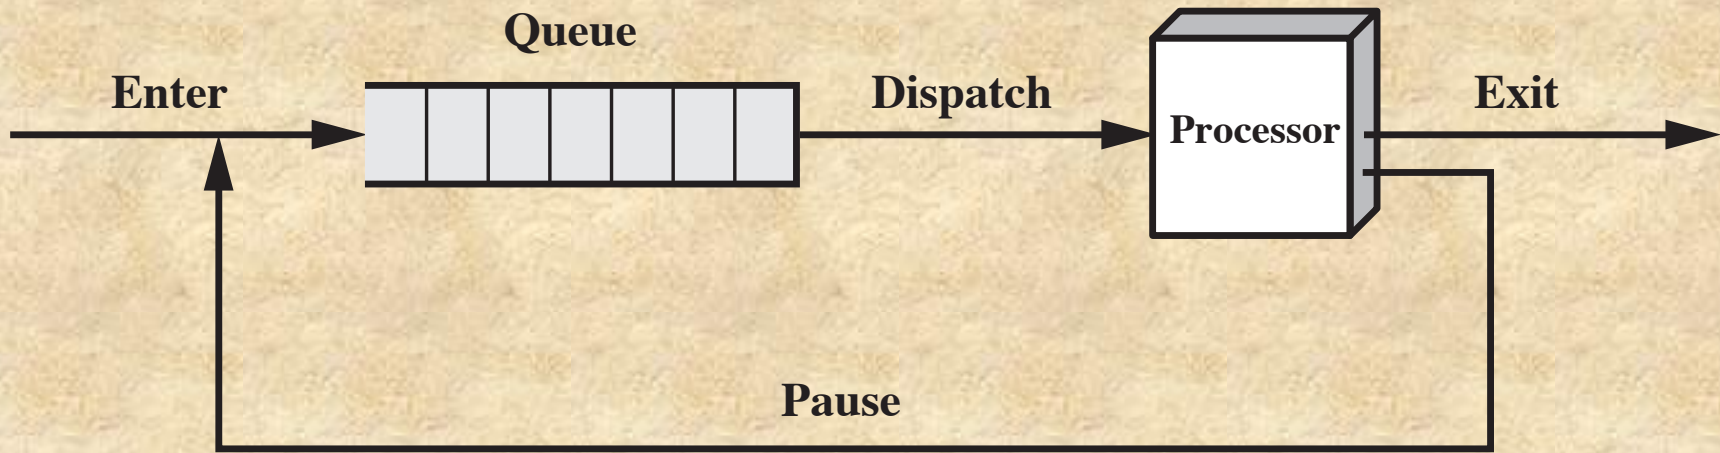 Queue
Enter
Dispatch
Exit
Processor
Pause